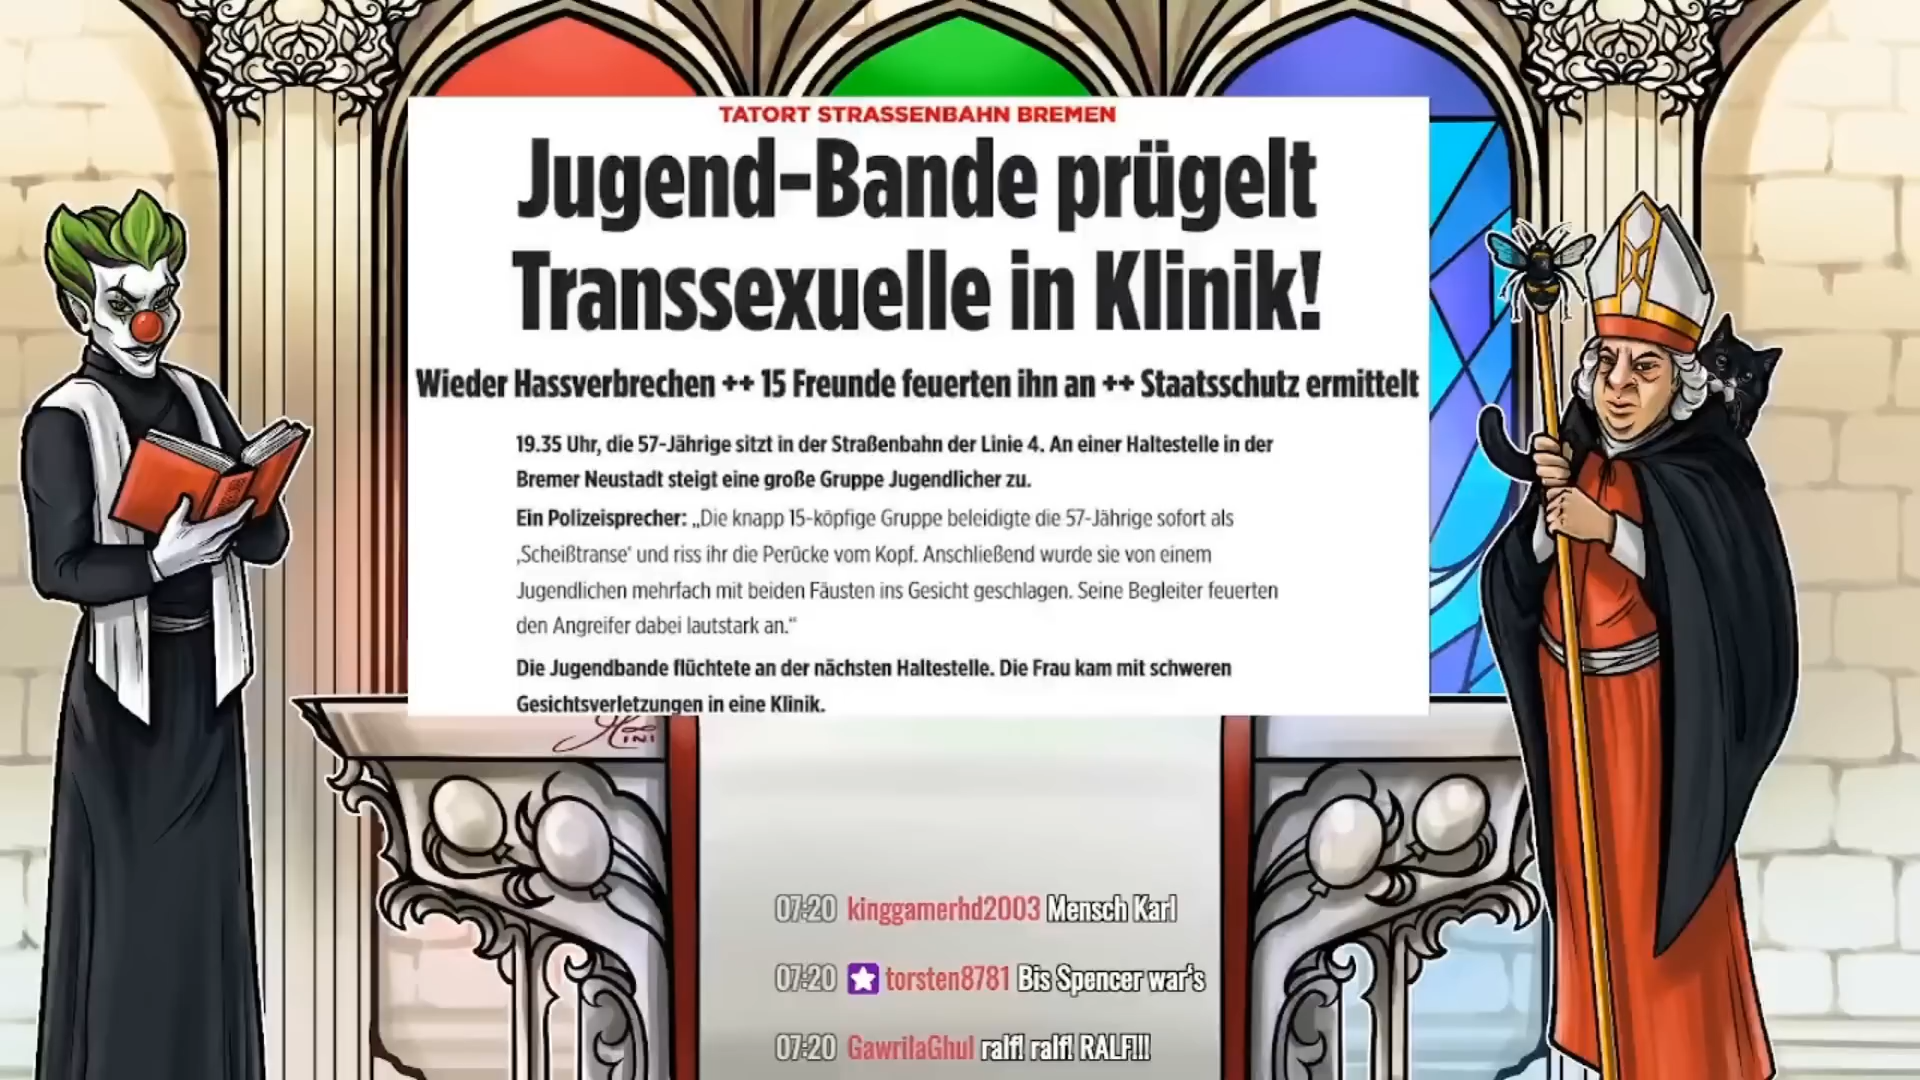 TATORT STRASSENBAHN BREMEN
Jugend-Bande prügelt
Transsexuelle in Klinik!
Wieder Hassverbrechen ++ 15 Freunde feuerten ihn an ++ Staatsschutz ermittelt
19.35 Uhr, die 57-Jährige sitzt in der Straßenbahn der Linie 4. An einer Haltestelle in der
Bremer Neustadt steigt eine große Gruppe Jugendlicher zu.
Ein Polizeisprecher: „Die knapp 15-köpfige Gruppe beleidigte die 57-Jährige sofort als
‚Scheißtranse‘ und riss ihr die Perücke vom Kopf. Anschließend wurde sie von einem
Jugendlichen mehrfach mit beiden Fäusten ins Gesicht geschlagen. Seine Begleiter feuerten
den Angreifer dabei lautstark an.“
Die Jugendbande flüchtete an der nächsten Haltestelle. Die Frau kam mit schweren
Gesichtsverletzungen in eine Klinik.
07:20 kinggamerhd2003 Mensch Karl
07:20 torsten8781 Bis Spencer war's
07:20 GawrilaGhul ralf! ralf! RALF!!!